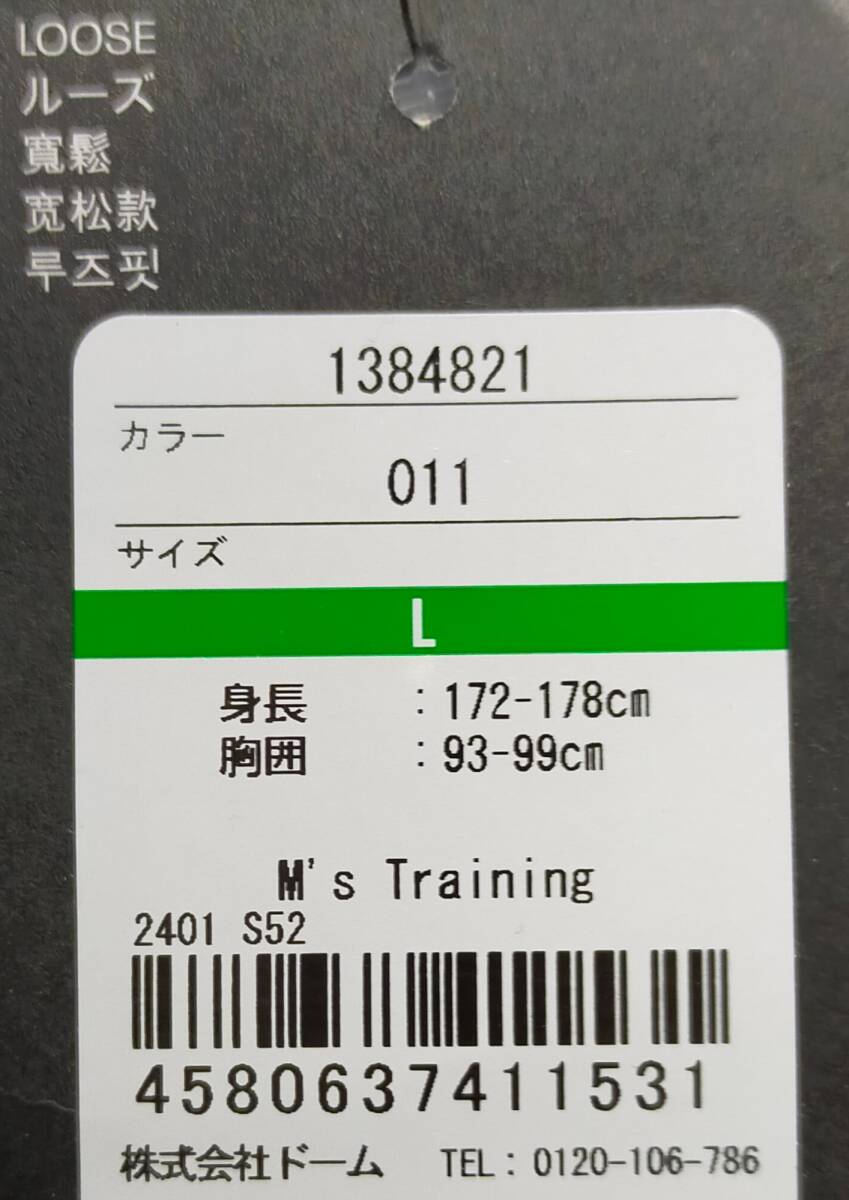 LOOSE
ルーズ
寬鬆
宽松款
루즈핏
1384821
カラー
011
サイズ
L
身長 : 172-178cm
胸囲 : 93-99cm
M's Training
2401 S52
4580637411531
株式会社ドーム TEL: 0120-106-786